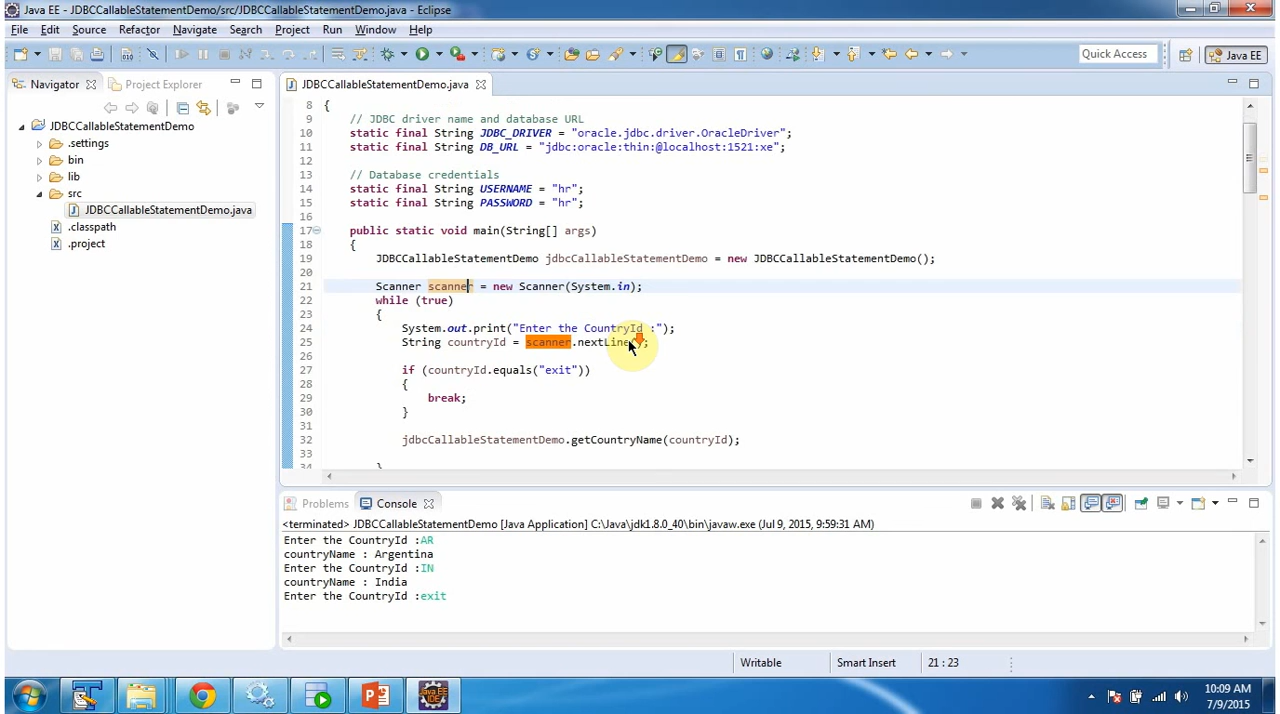 Java EE - JDBCCallableStatementDemo/src/JDBCCallableStatementDemo.java - Eclipse
File Edit Source Refactor Navigate Search Project Run Window Help
Quick Access Java EE
Navigator Project Explorer
JDBCCallableStatementDemo
.settings
bin
lib
src
JDBCCallableStatementDemo.java
.classpath
.project
JDBCCallableStatementDemo.java
8 {
9 // JDBC driver name and database URL
10 static final String JDBC_DRIVER = "oracle.jdbc.driver.OracleDriver";
11 static final String DB_URL = "jdbc:oracle:thin:@localhost:1521:xe";
12
13 // Database credentials
14 static final String USERNAME = "hr";
15 static final String PASSWORD = "hr";
16
17 public static void main(String[] args)
18 {
19 JDBCCallableStatementDemo jdbcCallableStatementDemo = new JDBCCallableStatementDemo();
20
21 Scanner scanner = new Scanner(System.in);
22 while (true)
23 {
24 System.out.print("Enter the CountryId :");
25 String countryId = scanner.nextLine();
26
27 if (countryId.equals("exit"))
28 {
29 break;
30 }
31
32 jdbcCallableStatementDemo.getCountryName(countryId);
33
34 }
Problems Console
<terminated> JDBCCallableStatementDemo [Java Application] C:\Java\jdk1.8.0_40\bin\javaw.exe (Jul 9, 2015, 9:59:31 AM)
Enter the CountryId :AR
countryName : Argentina
Enter the CountryId :IN
countryName : India
Enter the CountryId :exit
Writable Smart Insert 21 : 23
10:09 AM
7/9/2015